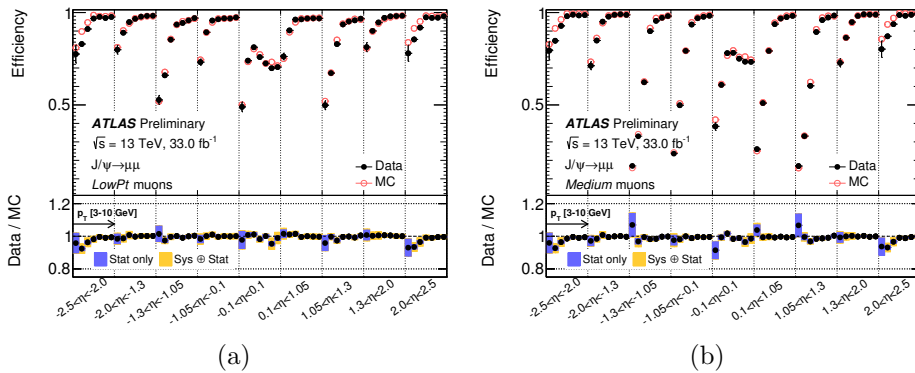 Efficiency
1
0.5
ATLAS Preliminary
√s = 13 TeV, 33.0 fb⁻¹
J/ψ→μμ
LowPt muons
Data
MC
Data / MC
1.2
1
0.8
p_T [3-10 GeV]
Stat only
Sys ⊕ Stat
-2.5<η<-2.0
-2.0<η<-1.3
-1.3<η<-1.05
-1.05<η<-0.1
-0.1<η<0.1
0.1<η<1.05
1.05<η<1.3
1.3<η<2.0
2.0<η<2.5
(a)
Efficiency
1
0.5
ATLAS Preliminary
√s = 13 TeV, 33.0 fb⁻¹
J/ψ→μμ
Medium muons
Data
MC
Data / MC
1.2
1
0.8
p_T [3-10 GeV]
Stat only
Sys ⊕ Stat
-2.5<η<-2.0
-2.0<η<-1.3
-1.3<η<-1.05
-1.05<η<-0.1
-0.1<η<0.1
0.1<η<1.05
1.05<η<1.3
1.3<η<2.0
2.0<η<2.5
(b)